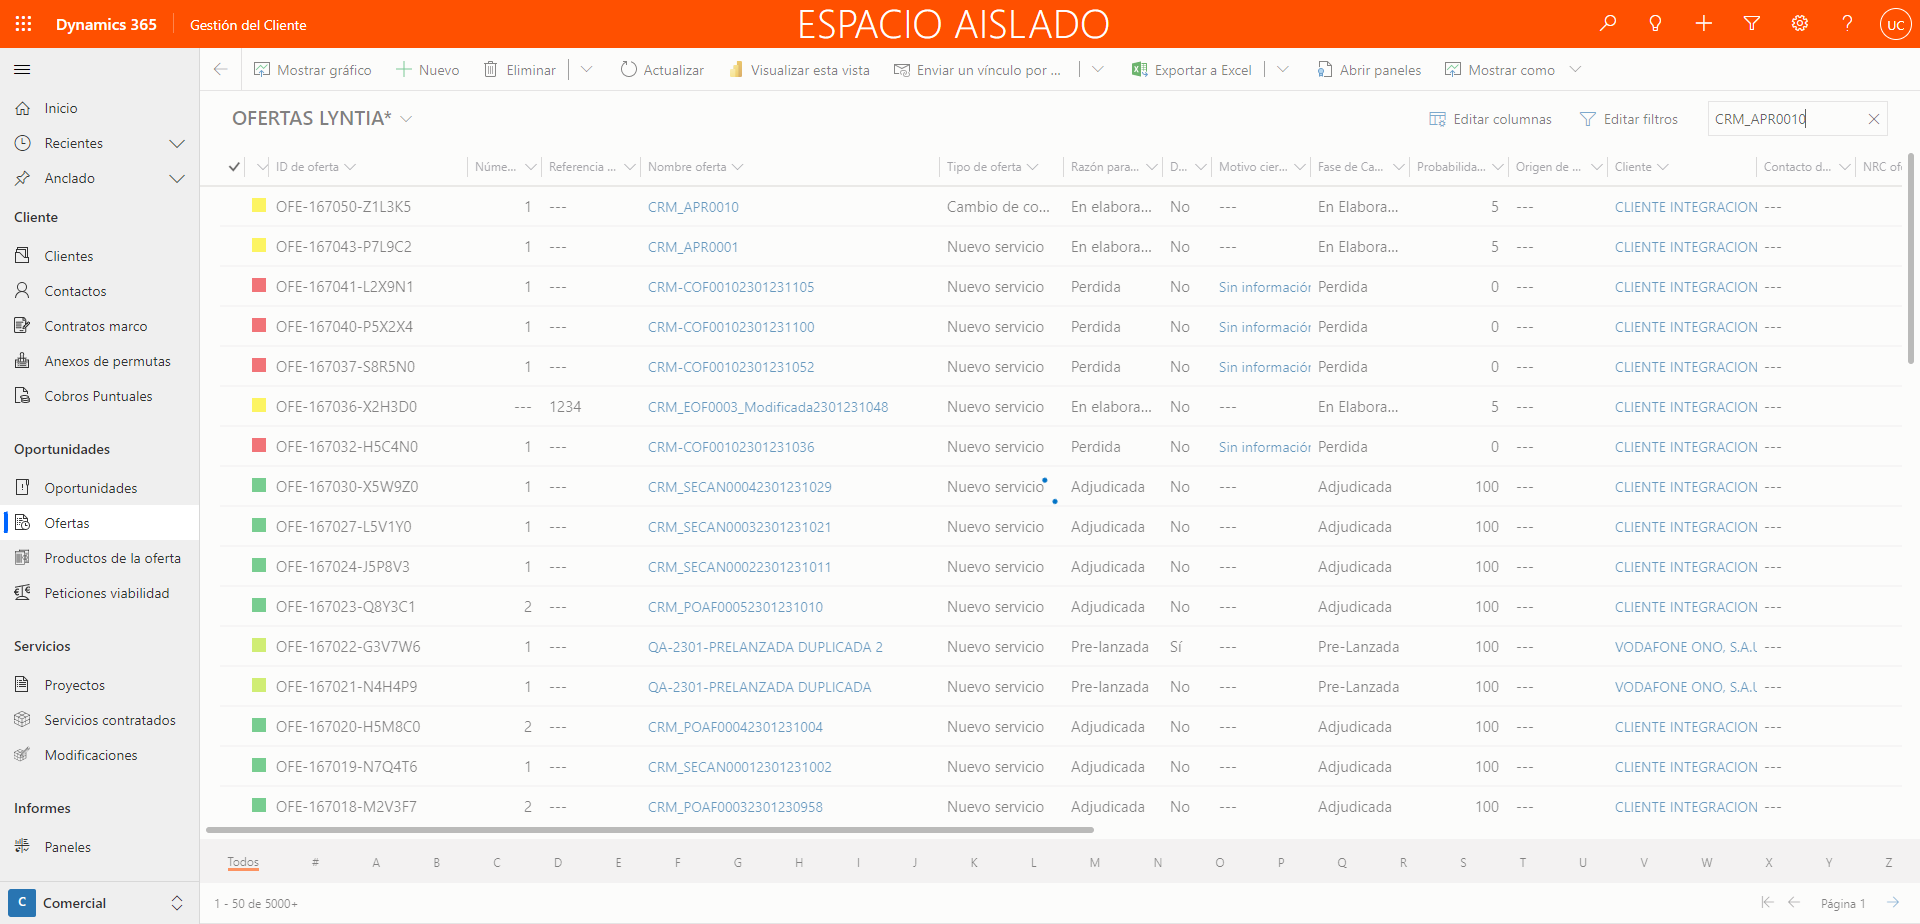 Dynamics 365
Gestión del Cliente
ESPACIO AISLADO
UC
Mostrar gráfico
Nuevo
Eliminar
Actualizar
Visualizar esta vista
Enviar un vínculo por ...
Exportar a Excel
Abrir paneles
Mostrar como
Inicio
Recientes
Anclado
Cliente
Clientes
Contactos
Contratos marco
Anexos de permutas
Cobros Puntuales
Oportunidades
Oportunidades
Ofertas
Productos de la oferta
Peticiones viabilidad
Servicios
Proyectos
Servicios contratados
Modificaciones
Informes
Paneles
C Comercial
OFERTAS LYNTIA*
Editar columnas
Editar filtros
CRM_APR0010
ID de oferta Núme... Referencia ... Nombre oferta Tipo de oferta Razón para... D... Motivo cier... Fase de Ca... Probabilida... Origen de ... Cliente Contacto d... NRC ofe
OFE-167050-Z1L3K5 1 --- CRM_APR0010 Cambio de co... En elabora... No --- En Elabora... 5 --- CLIENTE INTEGRACION ---
OFE-167043-P7L9C2 1 --- CRM_APR0001 Nuevo servicio En elabora... No --- En Elabora... 5 --- CLIENTE INTEGRACION ---
OFE-167041-L2X9N1 1 --- CRM-COF00102301231105 Nuevo servicio Perdida No Sin información Perdida 0 --- CLIENTE INTEGRACION ---
OFE-167040-P5X2X4 1 --- CRM-COF00102301231100 Nuevo servicio Perdida No Sin información Perdida 0 --- CLIENTE INTEGRACION ---
OFE-167037-S8R5N0 1 --- CRM-COF00102301231052 Nuevo servicio Perdida No Sin información Perdida 0 --- CLIENTE INTEGRACION ---
OFE-167036-X2H3D0 --- 1234 CRM_EOF0003_Modificada2301231048 Nuevo servicio En elabora... No --- En Elabora... 5 --- CLIENTE INTEGRACION ---
OFE-167032-H5C4N0 1 --- CRM-COF00102301231036 Nuevo servicio Perdida No Sin información Perdida 0 --- CLIENTE INTEGRACION ---
OFE-167030-X5W9Z0 1 --- CRM_SECAN00042301231029 Nuevo servicio Adjudicada No --- Adjudicada 100 --- CLIENTE INTEGRACION ---
OFE-167027-L5V1Y0 1 --- CRM_SECAN00032301231021 Nuevo servicio Adjudicada No --- Adjudicada 100 --- CLIENTE INTEGRACION ---
OFE-167024-J5P8V3 1 --- CRM_SECAN00022301231011 Nuevo servicio Adjudicada No --- Adjudicada 100 --- CLIENTE INTEGRACION ---
OFE-167023-Q8Y3C1 2 --- CRM_POAF00052301231010 Nuevo servicio Adjudicada No --- Adjudicada 100 --- CLIENTE INTEGRACION ---
OFE-167022-G3V7W6 1 --- QA-2301-PRELANZADA DUPLICADA 2 Nuevo servicio Pre-lanzada Sí --- Pre-Lanzada 100 --- VODAFONE ONO, S.A.U ---
OFE-167021-N4H4P9 1 --- QA-2301-PRELANZADA DUPLICADA Nuevo servicio Pre-lanzada No --- Pre-Lanzada 100 --- VODAFONE ONO, S.A.U ---
OFE-167020-H5M8C0 2 --- CRM_POAF00042301231004 Nuevo servicio Adjudicada No --- Adjudicada 100 --- CLIENTE INTEGRACION ---
OFE-167019-N7Q4T6 1 --- CRM_SECAN00012301231002 Nuevo servicio Adjudicada No --- Adjudicada 100 --- CLIENTE INTEGRACION ---
OFE-167018-M2V3F7 2 --- CRM_POAF00032301230958 Nuevo servicio Adjudicada No --- Adjudicada 100 --- CLIENTE INTEGRACION ---
Todos # A B C D E F G H I J K L M N O P Q R S T U V W X Y Z
1 - 50 de 5000+
Página 1